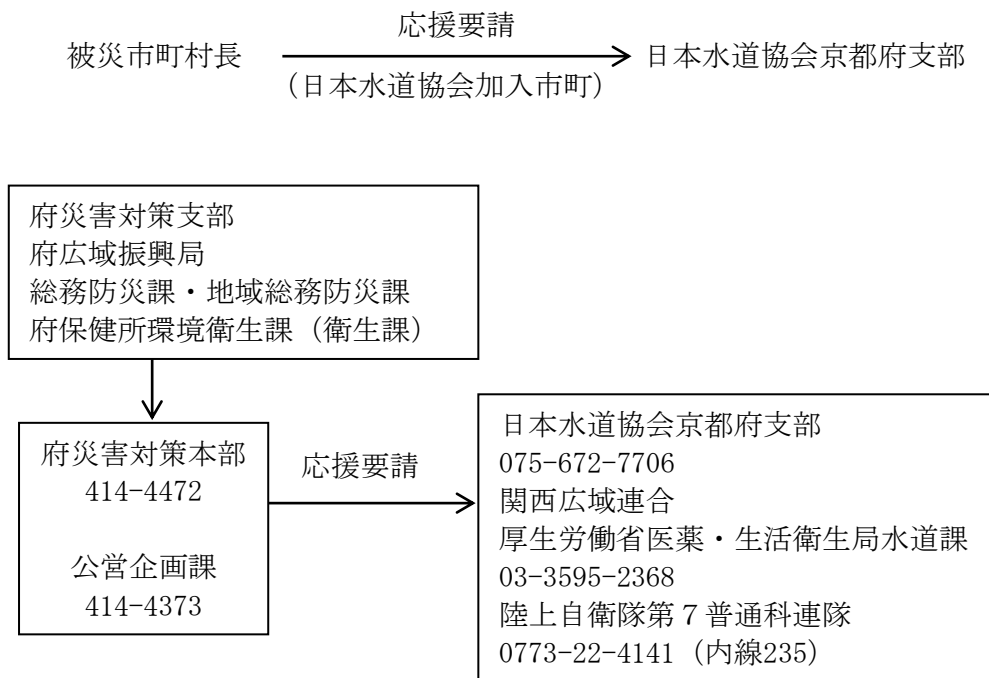 応援要請
被災市町村長
日本水道協会京都府支部
（日本水道協会加入市町）
府災害対策支部
府広域振興局
総務防災課・地域総務防災課
府保健所環境衛生課（衛生課）
府災害対策本部
414-4472
公営企画課
414-4373
応援要請
日本水道協会京都府支部
075-672-7706
関西広域連合
厚生労働省医薬・生活衛生局水道課
03-3595-2368
陸上自衛隊第７普通科連隊
0773-22-4141（内線235）